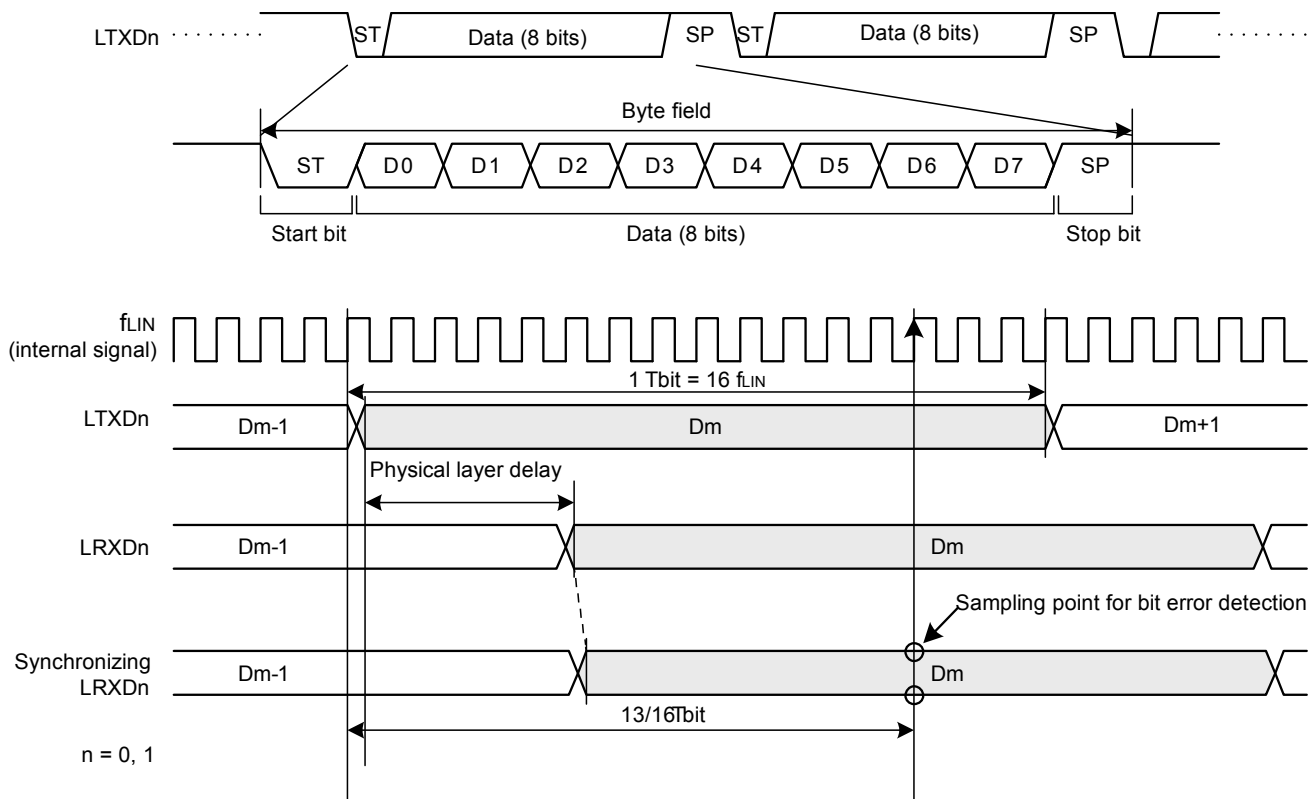 LTXDn ST Data (8 bits) SP ST Data (8 bits) SP
Byte field
ST D0 D1 D2 D3 D4 D5 D6 D7 SP
Start bit Data (8 bits) Stop bit
fLIN
(internal signal)
1 Tbit = 16 fLIN
LTXDn Dm-1 Dm Dm+1
Physical layer delay
LRXDn Dm-1 Dm
Sampling point for bit error detection
Synchronizing
LRXDn Dm-1 Dm
13/16Tbit
n = 0, 1